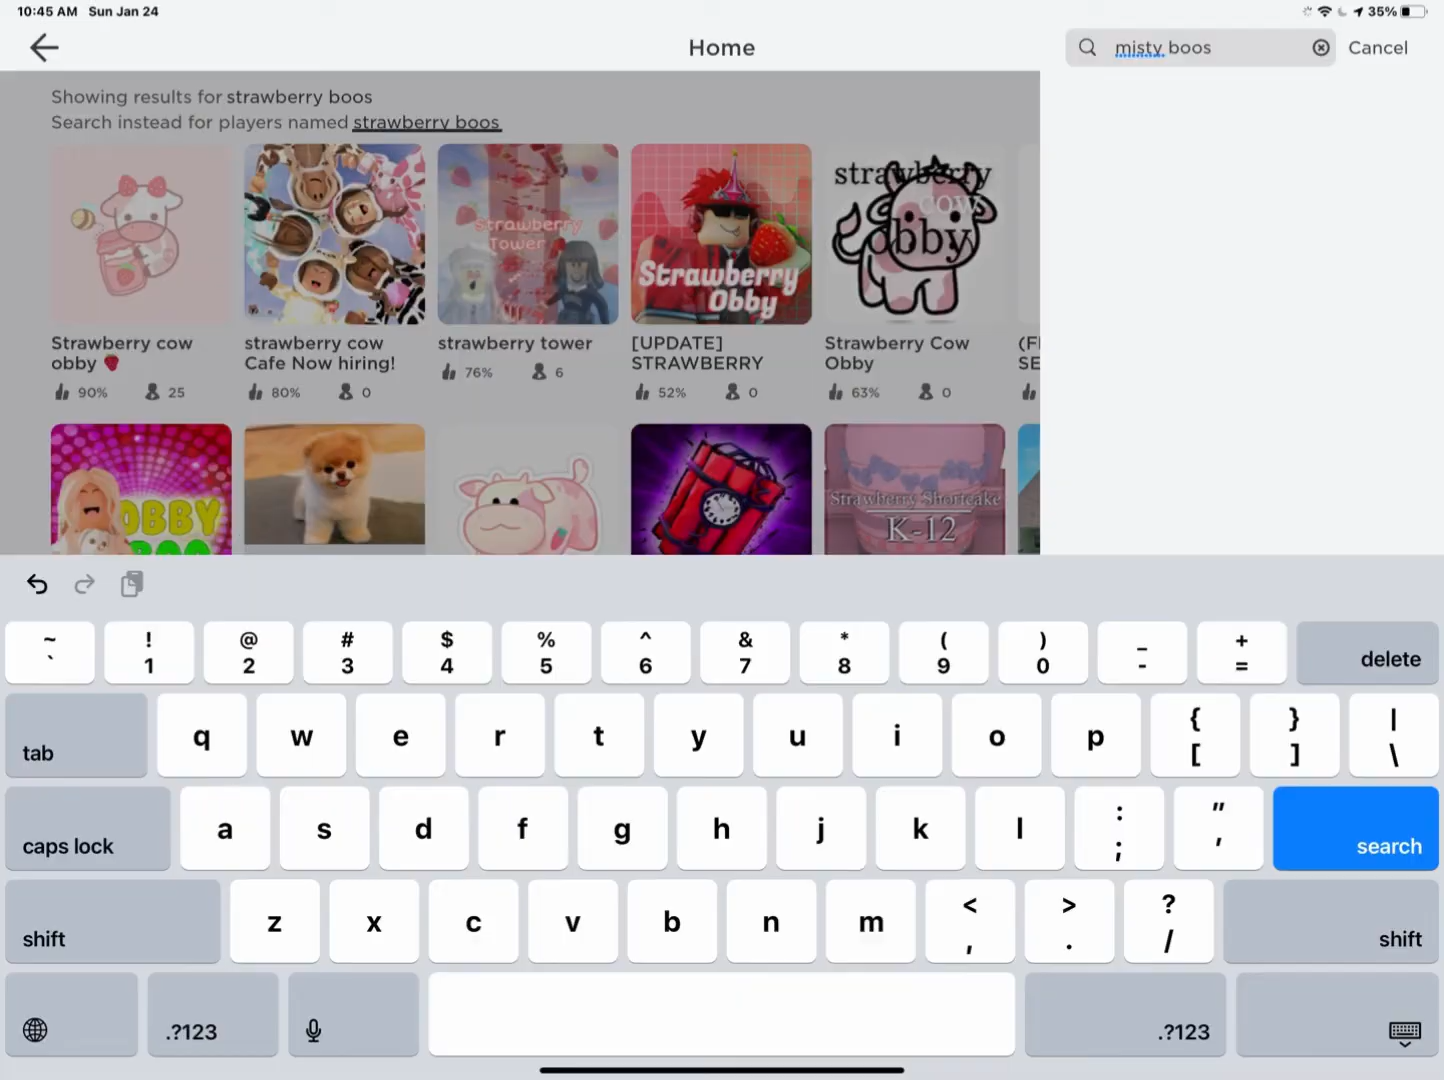 10:45 AM Sun Jan 24
35%
Home
misty boos
Cancel
Showing results for strawberry boos
Search instead for players named strawberry boos
Strawberry Tower
Strawberry Obby
strawberry cow obby
Strawberry cow obby
90% 25
strawberry cow Cafe Now hiring!
80% 0
strawberry tower
76% 6
[UPDATE] STRAWBERRY
52% 0
Strawberry Cow Obby
63% 0
(F
SE
OBBY
BOO
Strawberry Shortcake
K-12
~ ! @ # $ % ^ & * ( ) _ +
` 1 2 3 4 5 6 7 8 9 0 - = delete
tab q w e r t y u i o p { [ } ] | \
caps lock a s d f g h j k l : ; " ' search
shift z x c v b n m < , > . ? / shift
.?123 .?123